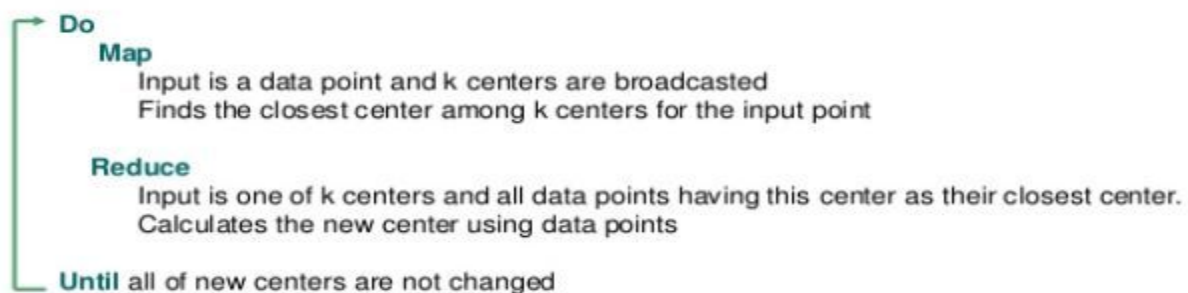 Do
Map
Input is a data point and k centers are broadcasted
Finds the closest center among k centers for the input point
Reduce
Input is one of k centers and all data points having this center as their closest center.
Calculates the new center using data points
Until all of new centers are not changed